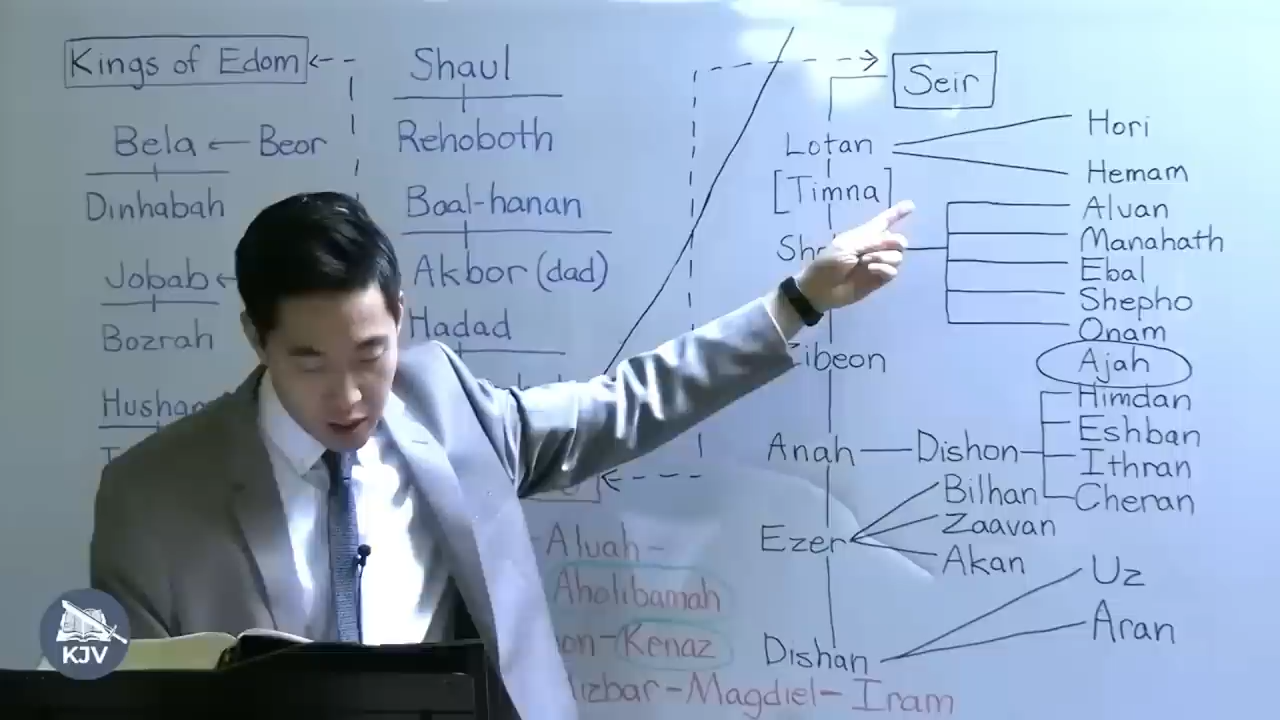 Kings of Edom
Bela ← Beor
Dinhabah
Jobab
Bozrah
Shaul
Rehoboth
Baal-hanan
Akbor (dad)
Hadad
Seir
Lotan
Hori
Hemam
[Timna]
Alvan
Manahath
Ebal
Shepho
Onam
Ajah
Anah — Dishon
Himdan
Eshban
Ithran
Cheran
Ezer
Bilhan
Zaavan
Akan
Dishan
Uz
Aran
-Alvah-
Aholibamah
Kenaz
-Magdiel-Iram
KJV